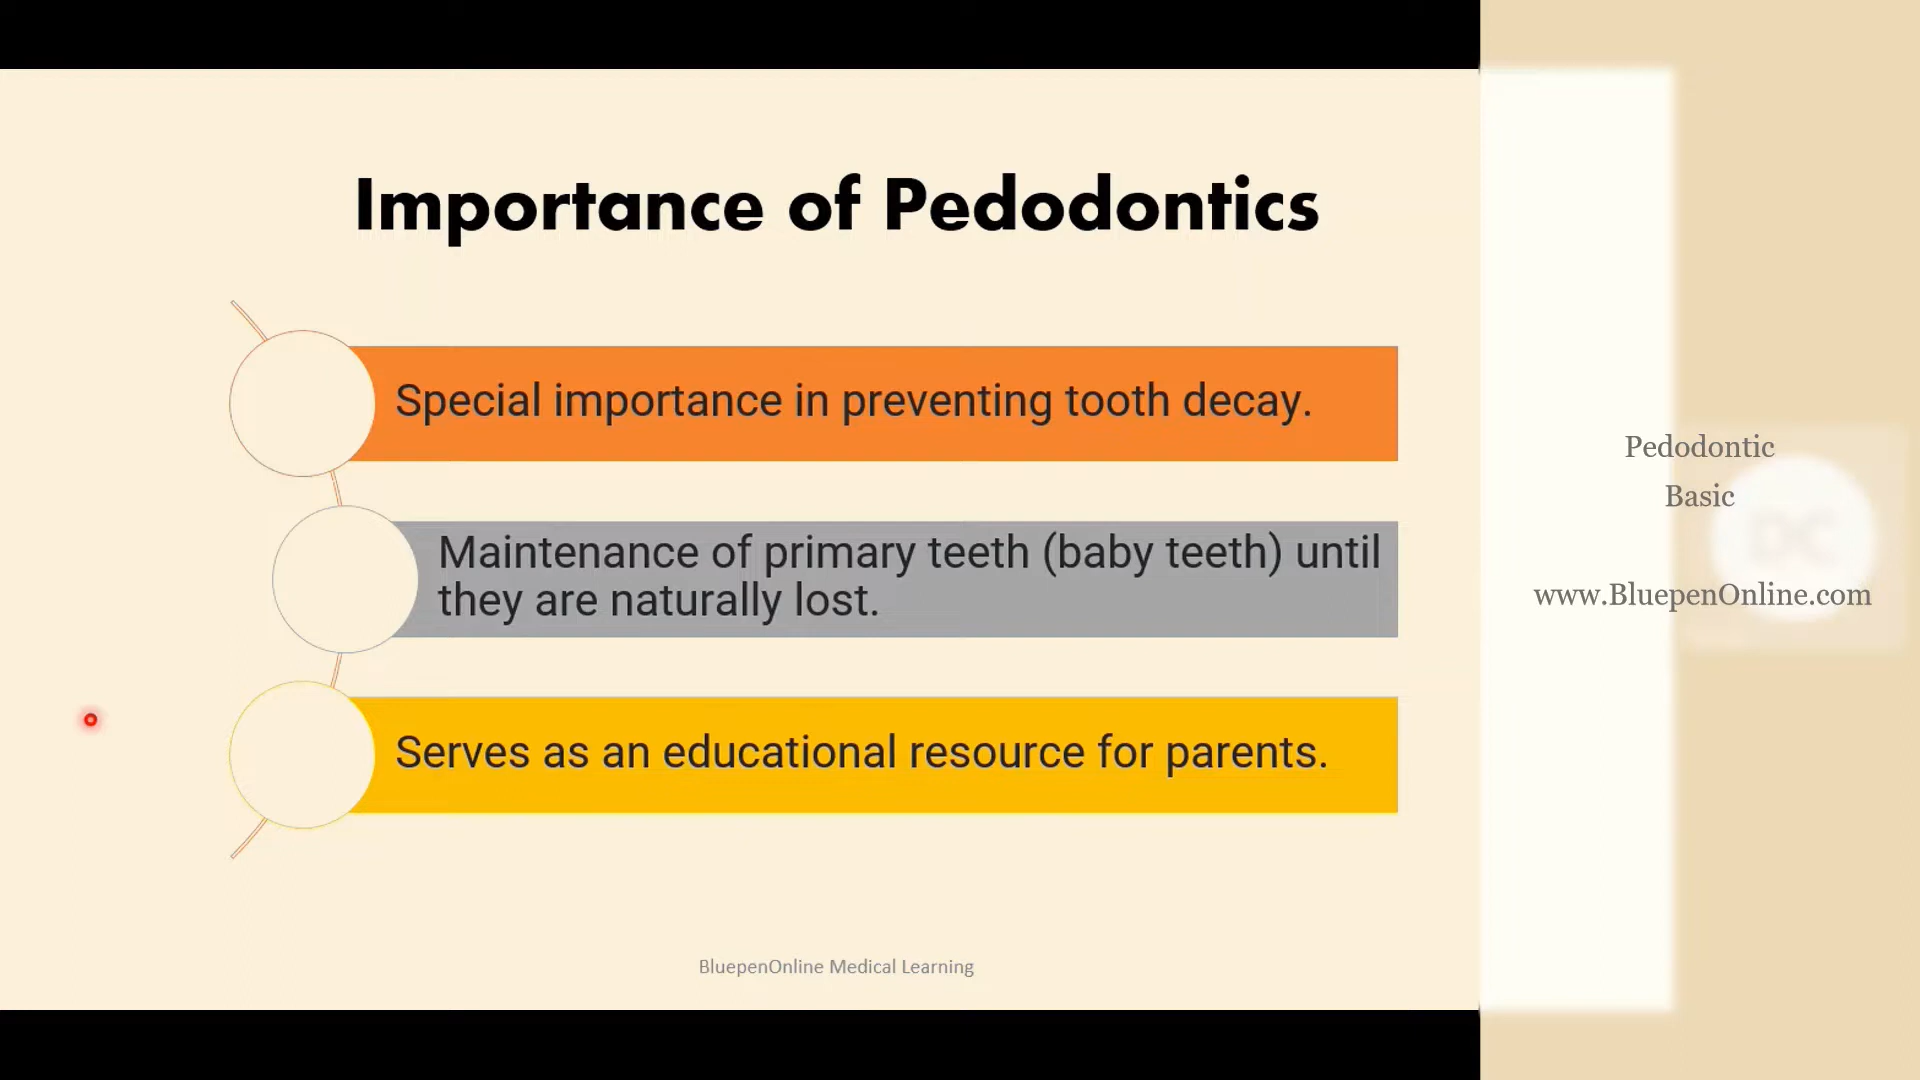 Importance of Pedodontics
Special importance in preventing tooth decay.
Maintenance of primary teeth (baby teeth) until
they are naturally lost.
Serves as an educational resource for parents.
BluepenOnline Medical Learning
Pedodontic
Basic
www.BluepenOnline.com